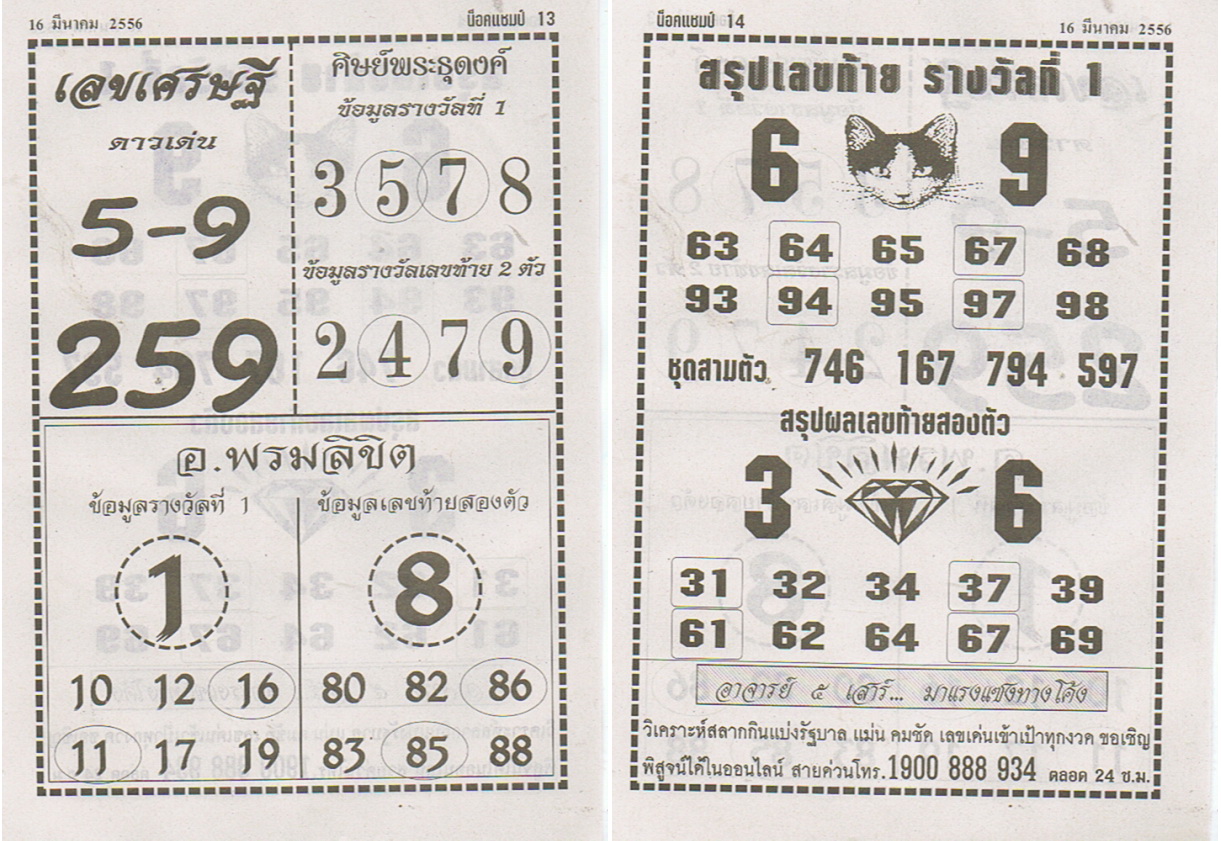 16 มีนาคม 2556
น็อคแชมป์ 13
เลขเศรษฐี
ดาวเด่น
5-9
259
ศิษย์พระธุดงค์
ข้อมูลรางวัลที่ 1
3 5 7 8
ข้อมูลรางวัลเลขท้าย 2 ตัว
2 4 7 9
อ.พรมลิขิต
ข้อมูลรางวัลที่ 1
1
10 12 16
11 17 19
ข้อมูลเลขท้ายสองตัว
8
80 82 86
83 85 88
น็อคแชมป์ 14
16 มีนาคม 2556
สรุปเลขท้าย รางวัลที่ 1
6 9
63 64 65 67 68
93 94 95 97 98
ชุดสามตัว 746 167 794 597
สรุปผลเลขท้ายสองตัว
3 6
31 32 34 37 39
61 62 64 67 69
อาจารย์ ๕ เสาร์... มาแรงแซงทางโค้ง
วิเคราะห์สลากกินแบ่งรัฐบาล แม่น คมชัด เลขเด่นเข้าเป้าทุกงวด ขอเชิญ
พิสูจน์ได้ในออนไลน์ สายด่วนโทร. 1900 888 934 ตลอด 24 ช.ม.